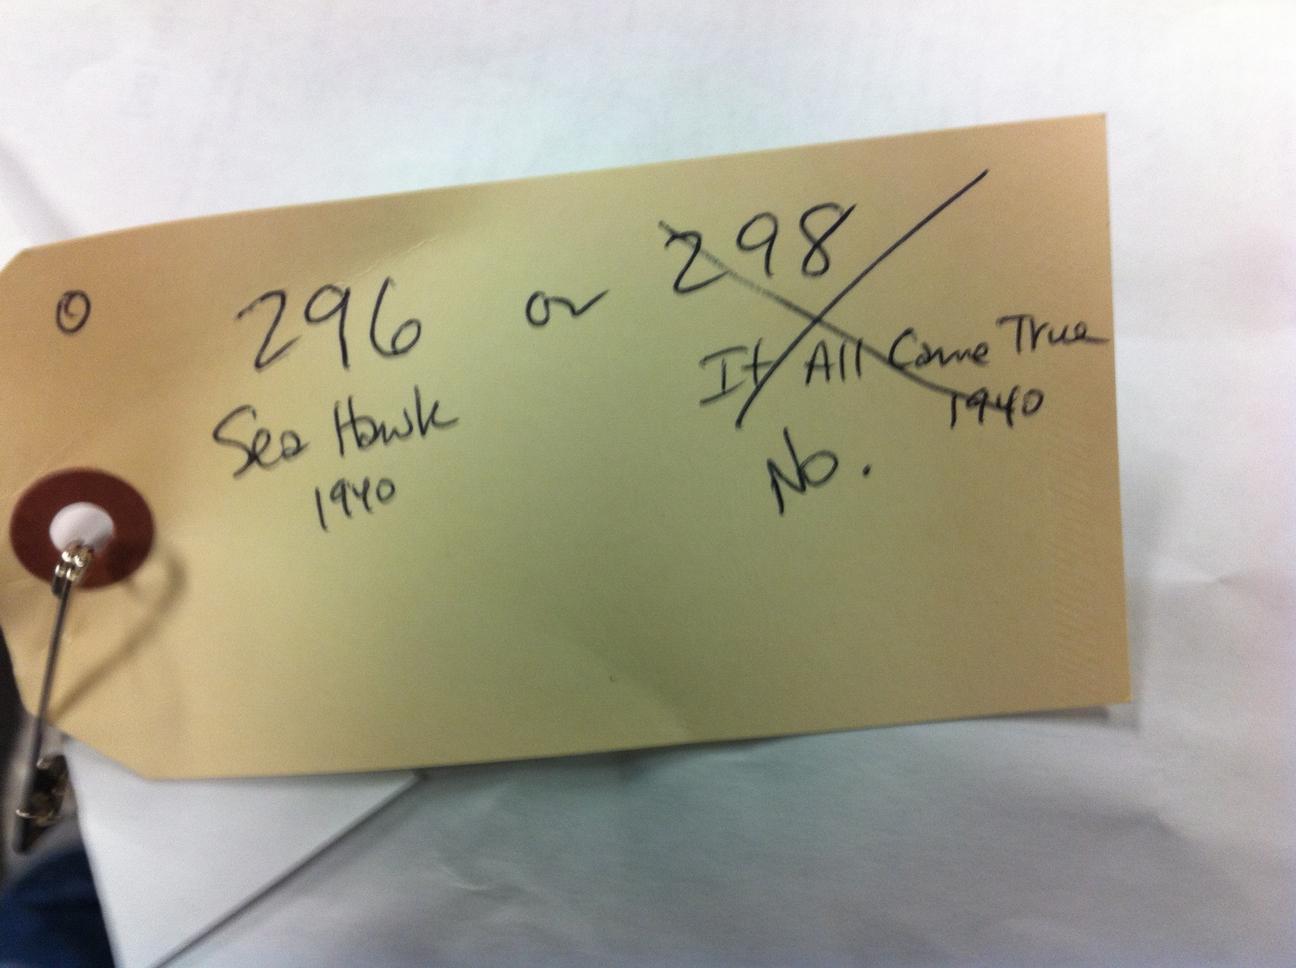 296 or 298
Sea Hawk
1940
It All Came True
1940
No.